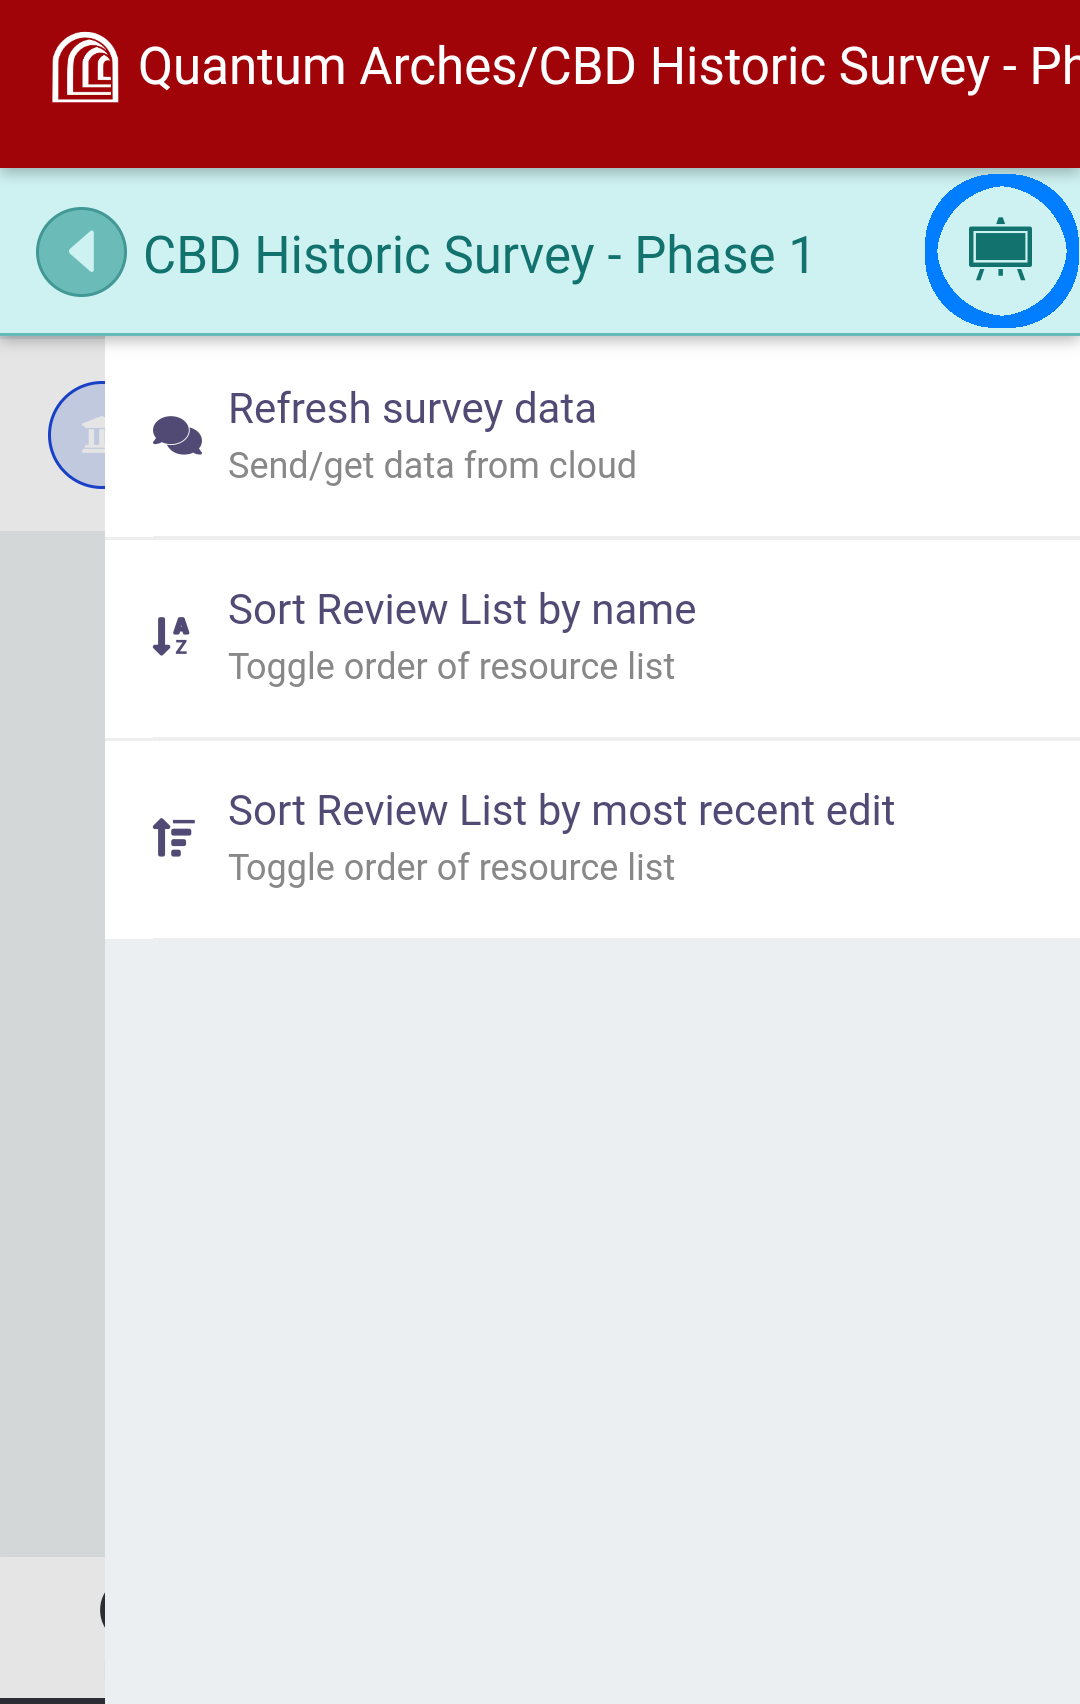 Quantum Arches/CBD Historic Survey - Ph
CBD Historic Survey - Phase 1
Refresh survey data
Send/get data from cloud
Sort Review List by name
Toggle order of resource list
Sort Review List by most recent edit
Toggle order of resource list